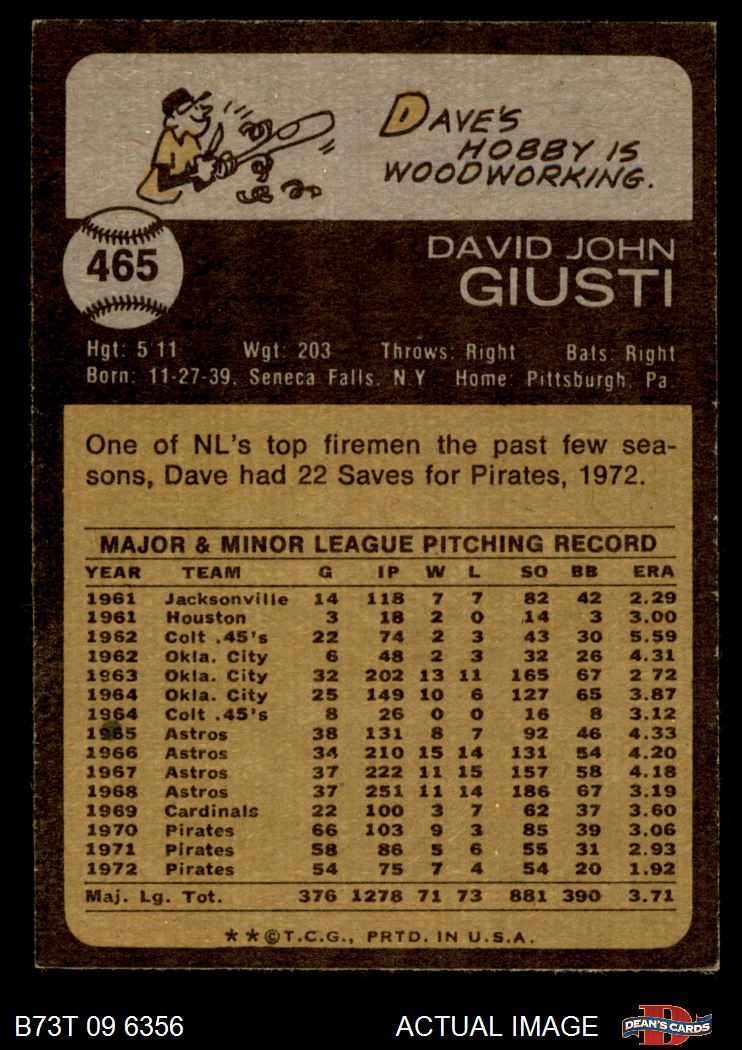 DAVE'S
HOBBY IS
WOODWORKING.
465
DAVID JOHN
GIUSTI
Hgt: 5'11 Wgt: 203 Throws: Right Bats: Right
Born: 11-27-39, Seneca Falls, N.Y. Home: Pittsburgh, Pa.
One of NL's top firemen the past few sea-
sons, Dave had 22 Saves for Pirates, 1972.
MAJOR & MINOR LEAGUE PITCHING RECORD
YEAR TEAM G IP W L SO BB ERA
1961 Jacksonville 14 118 7 7 82 42 2.29
1961 Houston 3 18 2 0 14 3 3.00
1962 Colt .45's 22 74 2 3 43 30 5.59
1962 Okla. City 6 48 2 3 32 26 4.31
1963 Okla. City 32 202 13 11 165 67 2 72
1964 Okla. City 25 149 10 6 127 65 3.87
1964 Colt .45's 8 26 0 0 16 8 3.12
1965 Astros 38 131 8 7 92 46 4.33
1966 Astros 34 210 15 14 131 54 4.20
1967 Astros 37 222 11 15 157 58 4.18
1968 Astros 37 251 11 14 186 67 3.19
1969 Cardinals 22 100 3 7 62 37 3.60
1970 Pirates 66 103 9 3 85 39 3.06
1971 Pirates 58 86 5 6 55 31 2.93
1972 Pirates 54 75 7 4 54 20 1.92
Maj. Lg. Tot. 376 1278 71 73 881 390 3.71
**©T.C.G., PRTD. IN U.S.A.
B73T 09 6356 ACTUAL IMAGE D DEAN'S CARDS